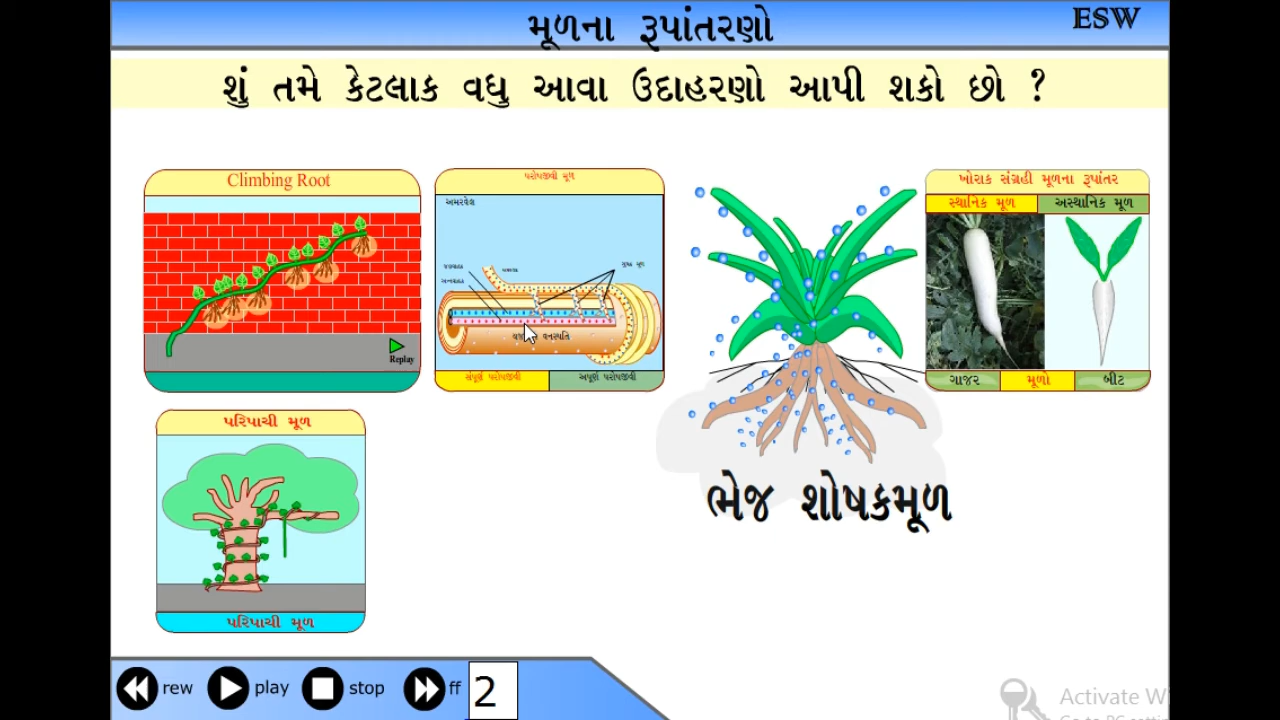 મૂળના રૂપાંતરણો
ESW
શું તમે કેટલાક વધુ આવા ઉદાહરણો આપી શકો છો ?
Climbing Root
Replay
પરોપજીવી મૂળ
અમરવેલ
સંપૂર્ણ પરોપજીવી
અપૂર્ણ પરોપજીવી
ભેજ શોષકમૂળ
ખોરાક સંગ્રહી મૂળના રૂપાંતર
સ્થાનિક મૂળ
અસ્થાનિક મૂળ
ગાજર
મૂળો
બીટ
પરિપાચી મૂળ
પરિપાચી મૂળ
rew
play
stop
ff
2
Activate Wi